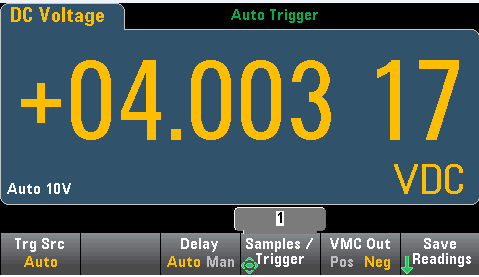 DC Voltage
Auto Trigger
+04.003 17
VDC
Auto 10V
1
Trg Src
Auto
Delay
Auto Man
Samples /
Trigger
VMC Out
Pos Neg
Save
Readings